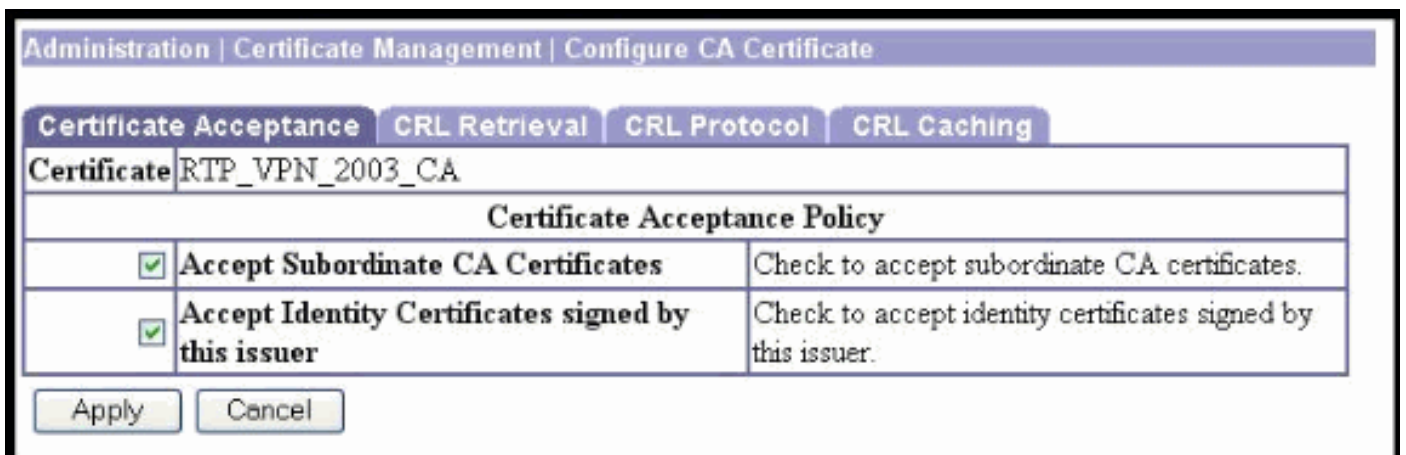 Administration | Certificate Management | Configure CA Certificate
Certificate Acceptance CRL Retrieval CRL Protocol CRL Caching
Certificate RTP_VPN_2003_CA
Certificate Acceptance Policy
Accept Subordinate CA Certificates Check to accept subordinate CA certificates.
Accept Identity Certificates signed by Check to accept identity certificates signed by
this issuer this issuer.
Apply Cancel